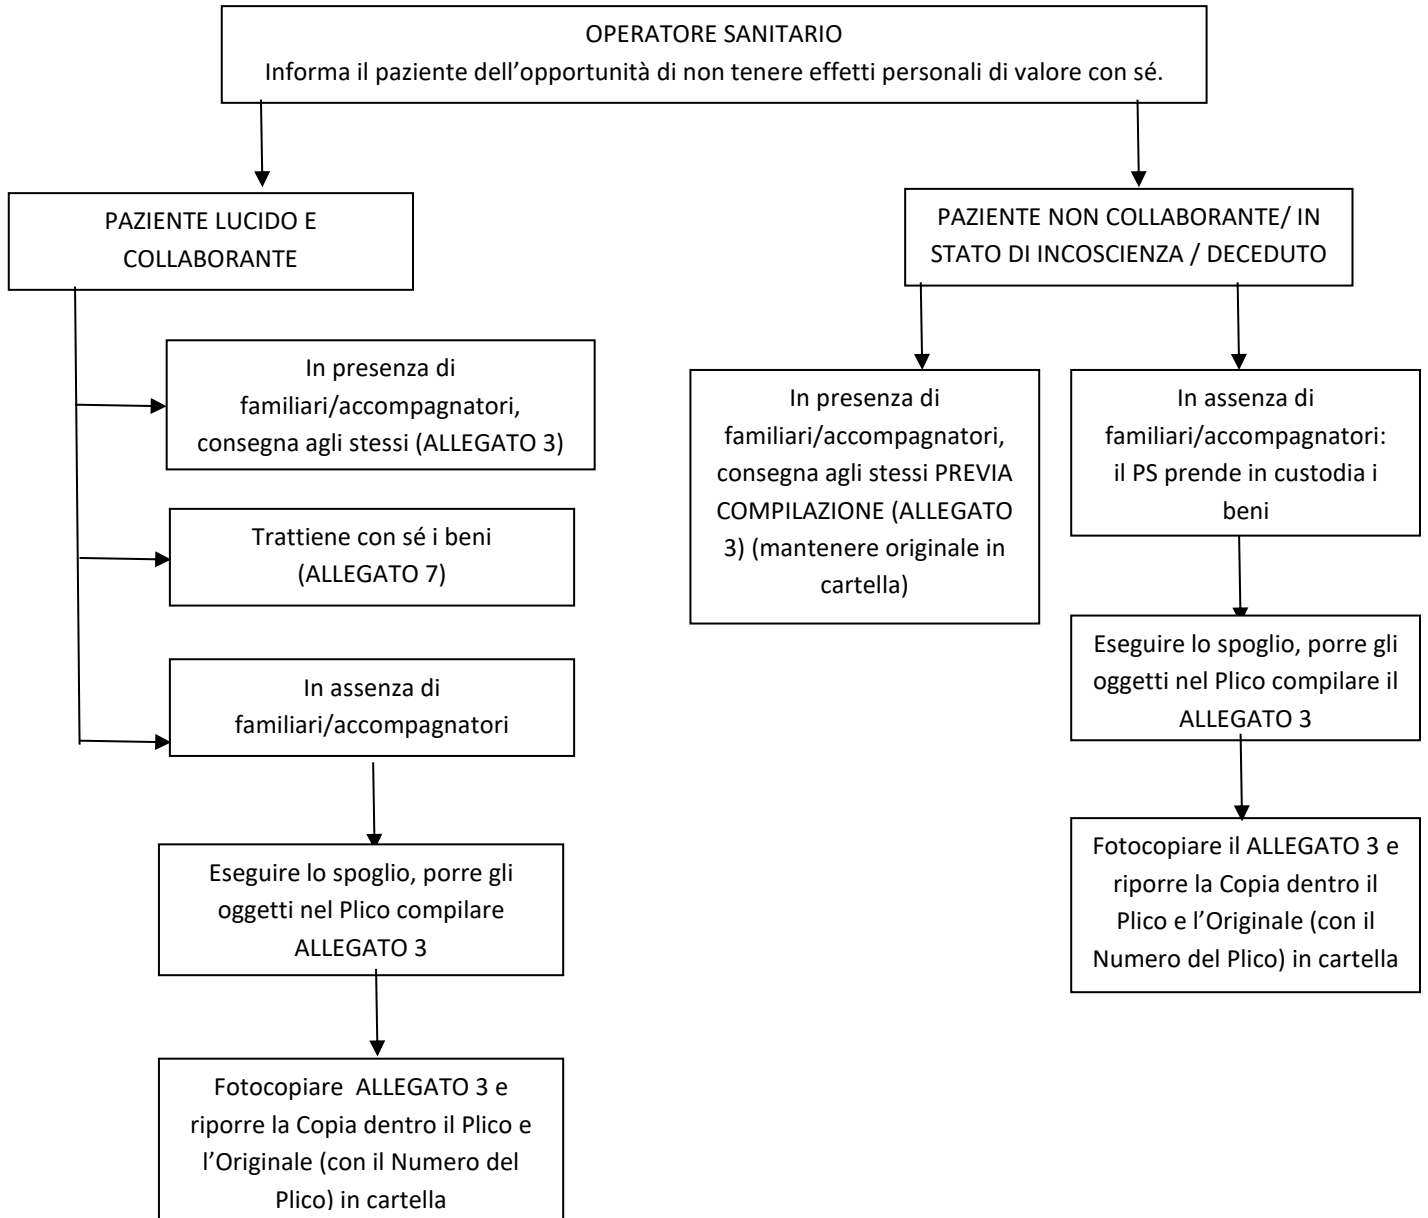 OPERATORE SANITARIO
Informa il paziente dell’opportunità di non tenere effetti personali di valore con sé.
PAZIENTE LUCIDO E
COLLABORANTE
In presenza di
familiari/accompagnatori,
consegna agli stessi (ALLEGATO 3)
Trattiene con sé i beni
(ALLEGATO 7)
In assenza di
familiari/accompagnatori
Eseguire lo spoglio, porre gli
oggetti nel Plico compilare
ALLEGATO 3
Fotocopiare  ALLEGATO 3 e
riporre la Copia dentro il Plico e
l’Originale (con il Numero del
Plico) in cartella
PAZIENTE NON COLLABORANTE/ IN
STATO DI INCOSCIENZA / DECEDUTO
In presenza di
familiari/accompagnatori,
consegna agli stessi PREVIA
COMPILAZIONE (ALLEGATO
3) (mantenere originale in
cartella)
In assenza di
familiari/accompagnatori:
il PS prende in custodia i
beni
Eseguire lo spoglio, porre gli
oggetti nel Plico compilare il
ALLEGATO 3
Fotocopiare il ALLEGATO 3 e
riporre la Copia dentro il
Plico e l’Originale (con il
Numero del Plico) in cartella